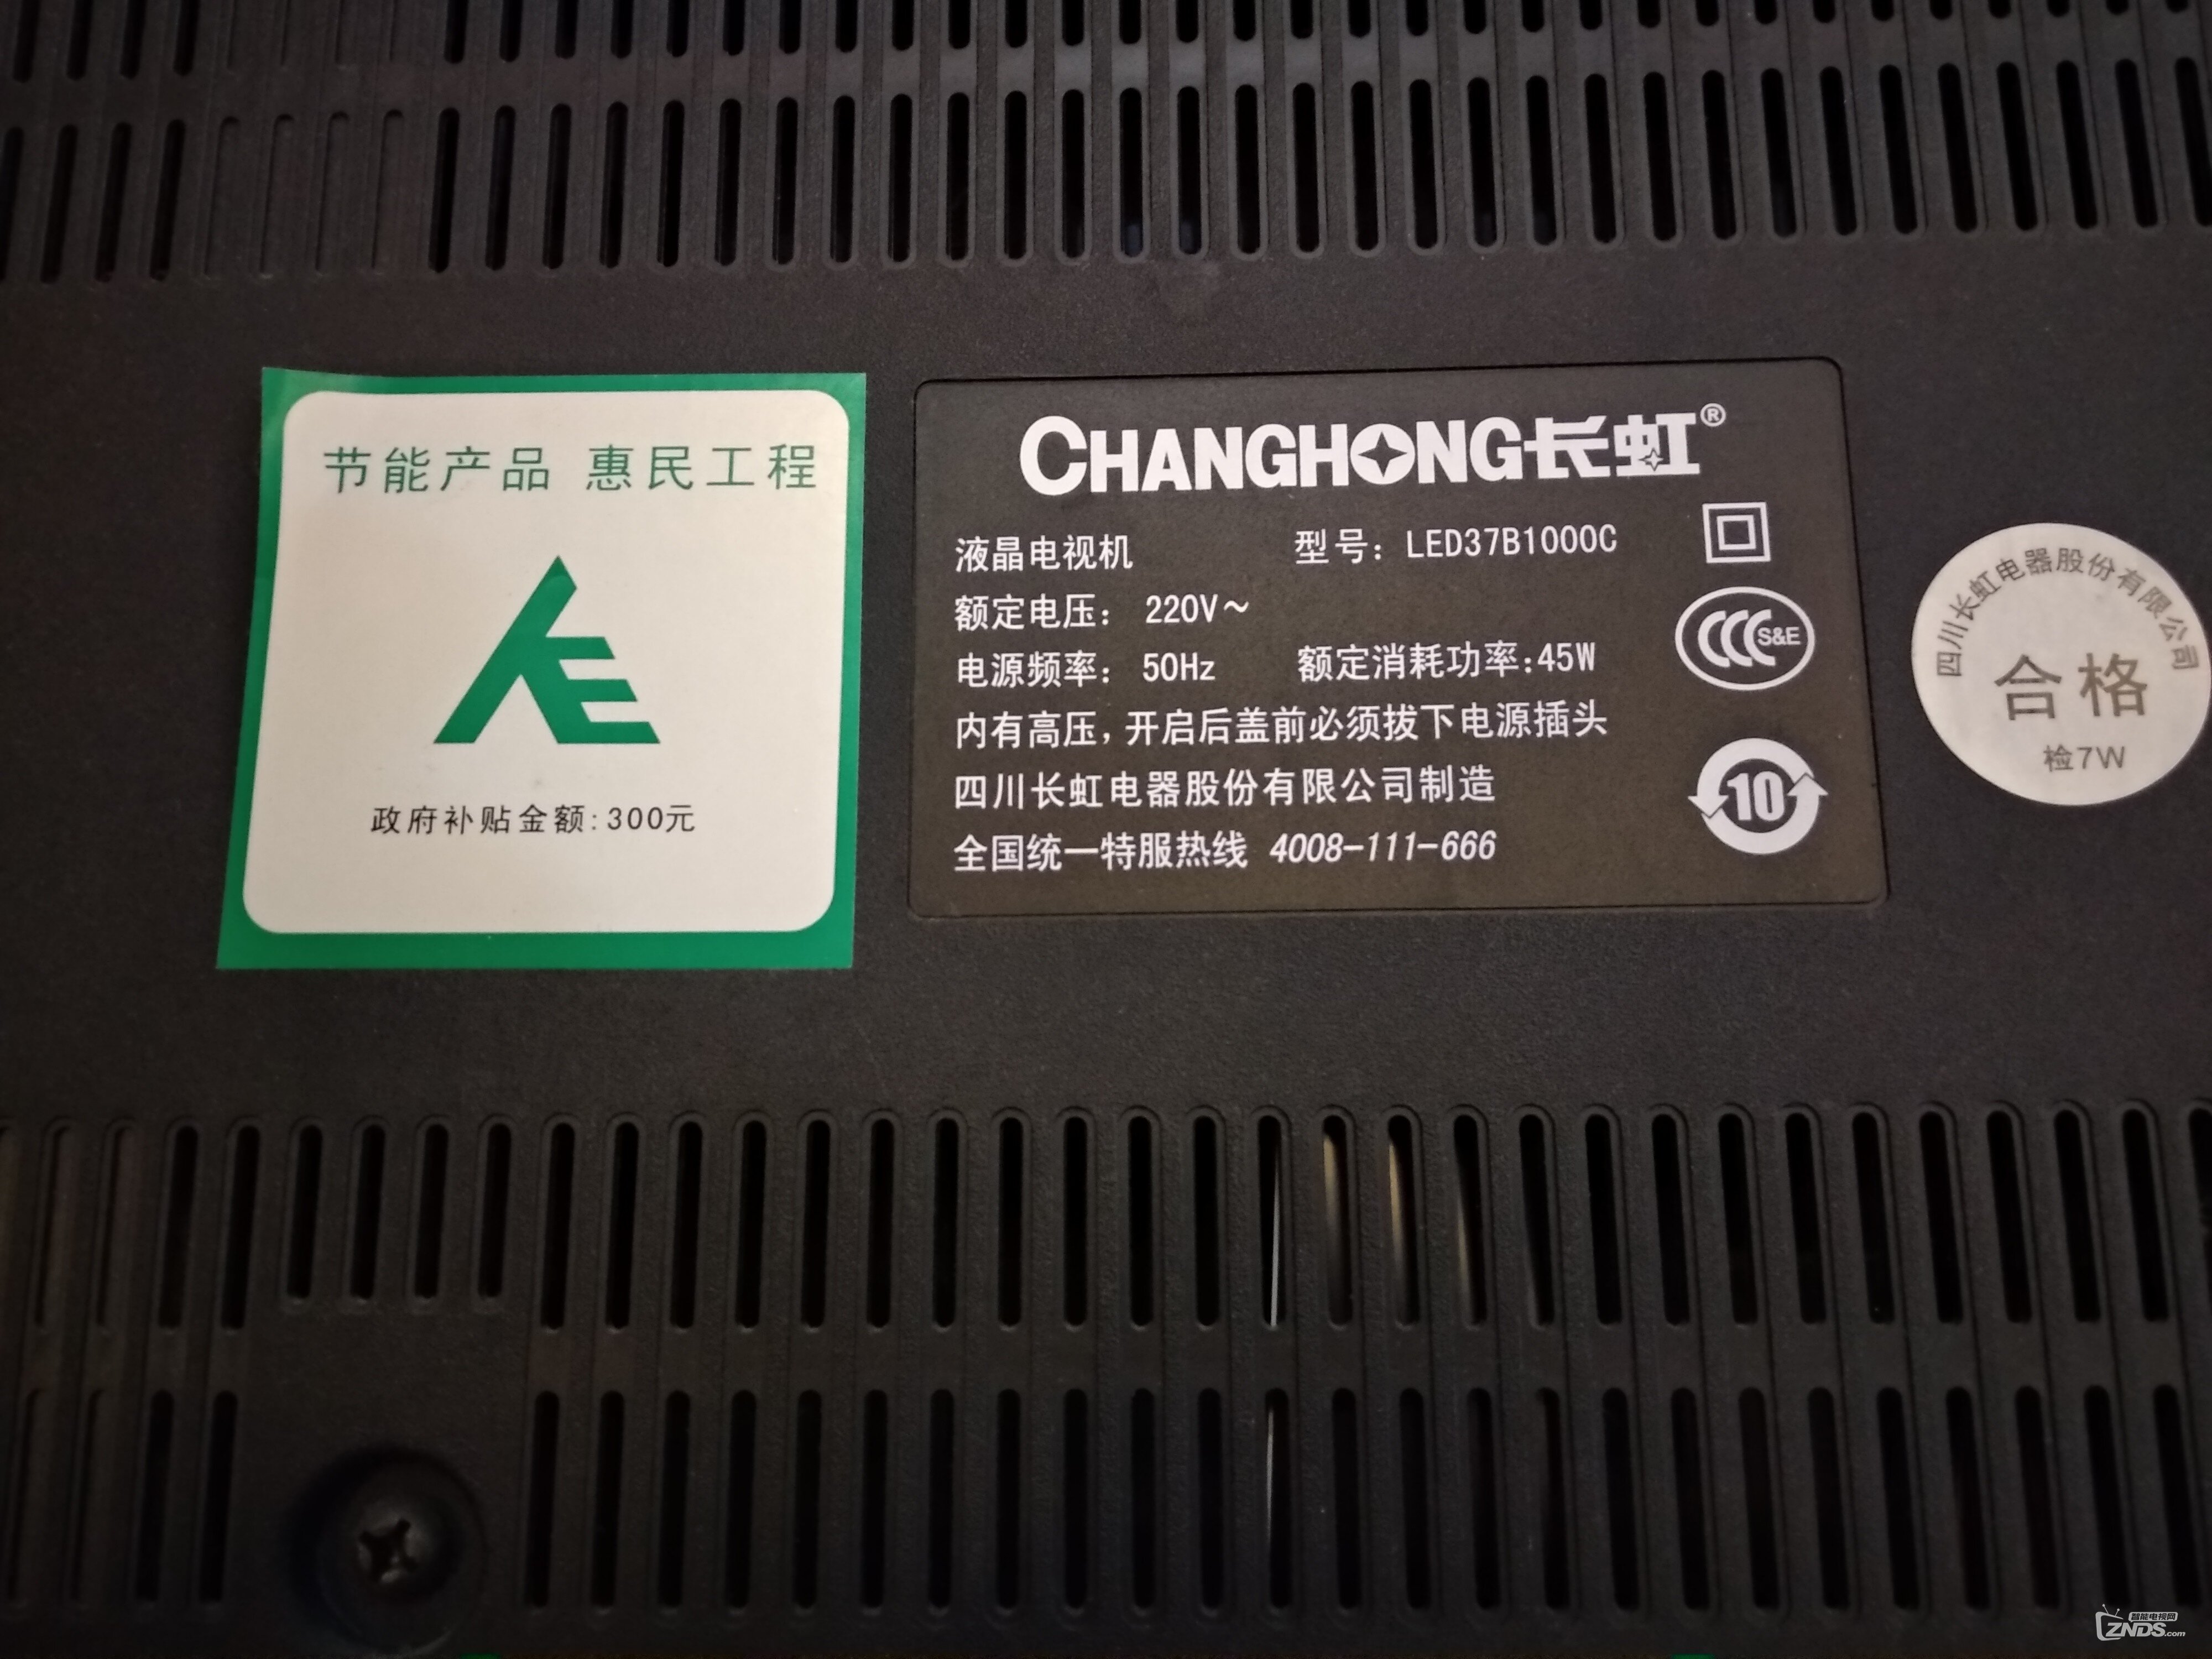 节能产品 惠民工程
政府补贴金额:300元
CHANGHONG长虹®
液晶电视机 型号: LED37B1000C
额定电压: 220V~
电源频率: 50Hz 额定消耗功率:45W
内有高压,开启后盖前必须拔下电源插头
四川长虹电器股份有限公司制造
全国统一特服热线 4008-111-666
CCC S&E
10
四川长虹电器股份有限公司
合格
检7W
智能电视网
ZNDS.com